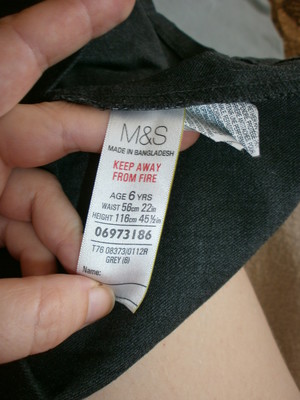 M&S
MADE IN BANGLADESH
KEEP AWAY
FROM FIRE
AGE 6 YRS
WAIST 56cm 22in
HEIGHT 116cm 45½in
06973186
T76 08373/0112R
GREY (6)
Name: